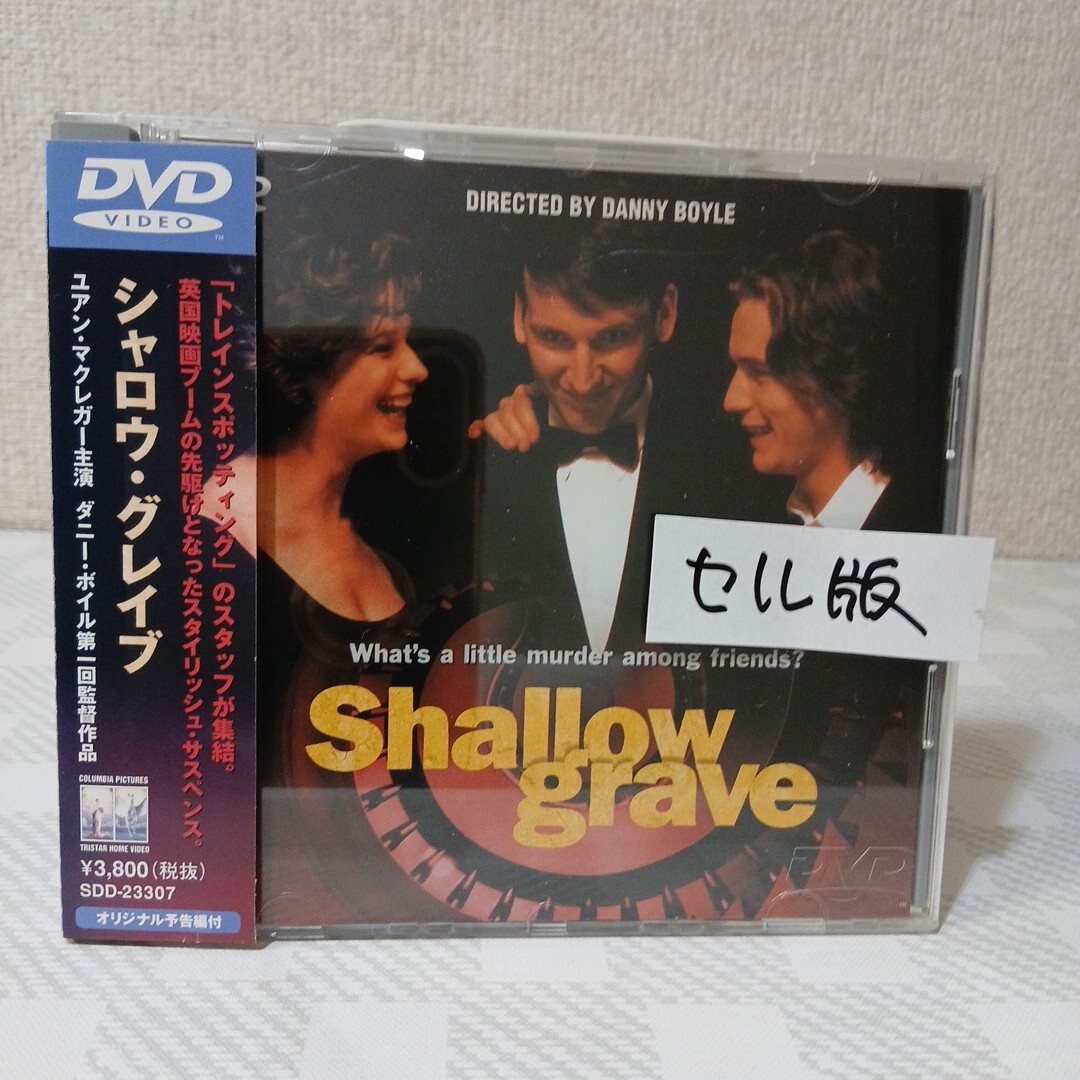 DVD
VIDEO
TM
「トレインスポッティング」のスタッフが集結。
英国映画ブームの先駆けとなったスタイリッシュ・サスペンス。
シャロウ・グレイブ
ユアン・マクレガー主演 ダニー・ボイル第一回監督作品
COLUMBIA PICTURES
TRISTAR HOME VIDEO
¥3,800(税抜)
SDD-23307
オリジナル予告編付
2
DIRECTED BY DANNY BOYLE
セル版
What's a little murder among friends?
Shallow
grave
DVD